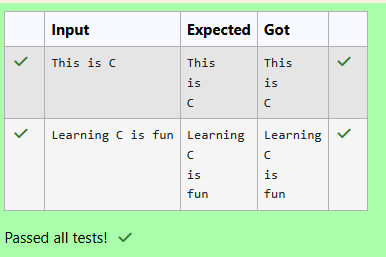 Input Expected Got
This is C This This
is is
C C
Learning C is fun Learning Learning
C C
is is
fun fun
Passed all tests!